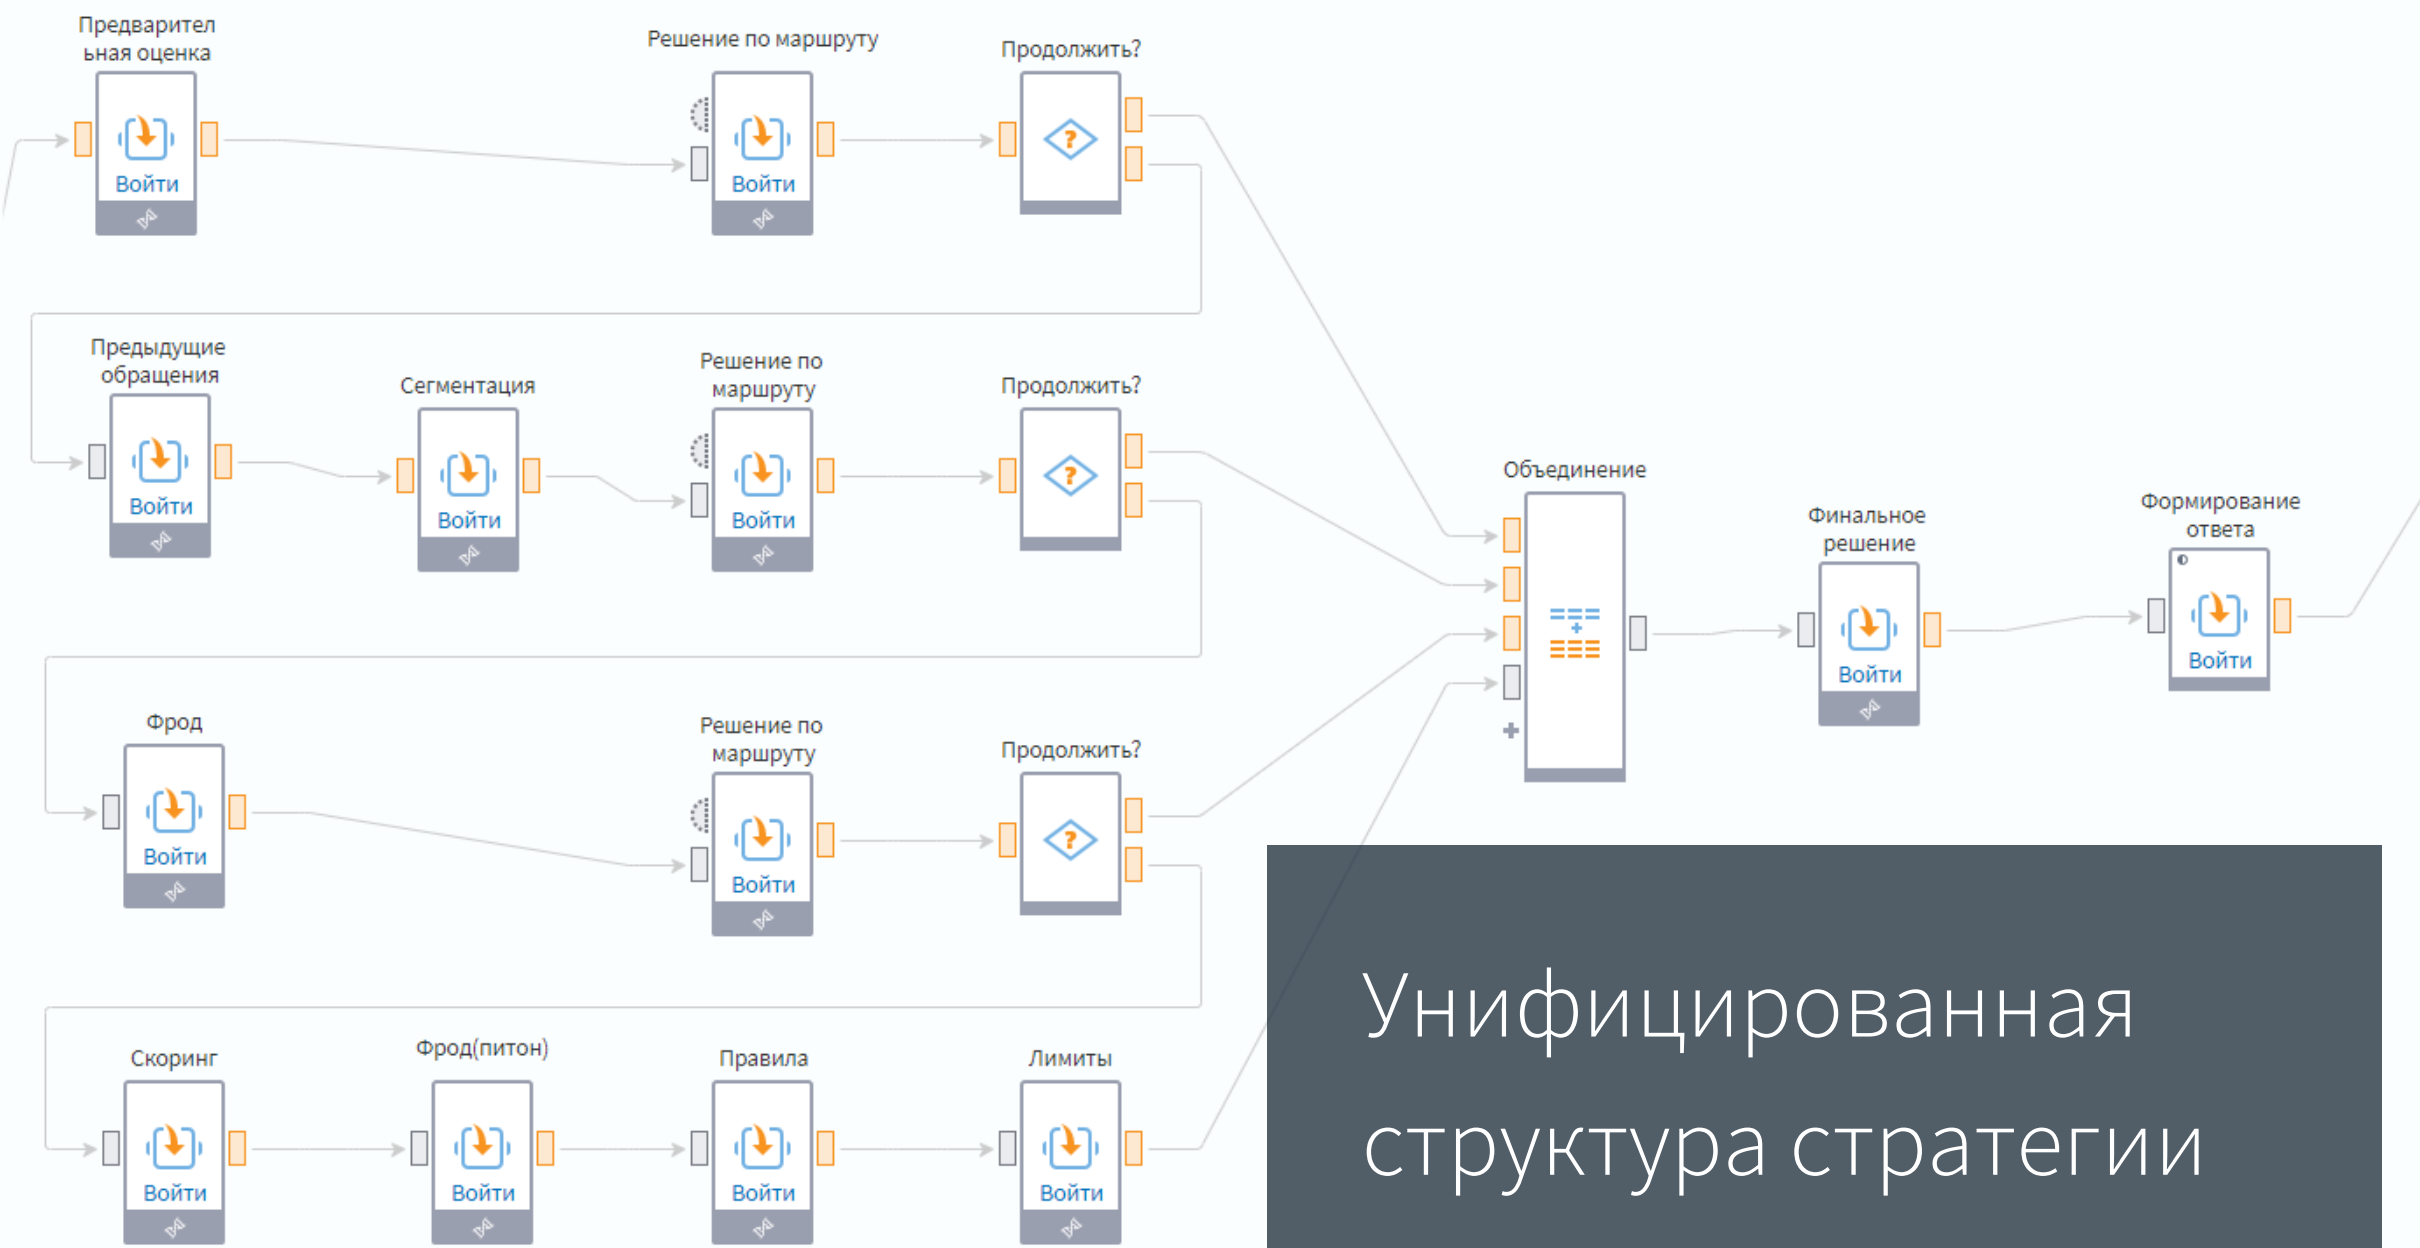 Предварител
ьная оценка
Войти
Решение по маршруту
Войти
Продолжить?
?
Предыдущие
обращения
Войти
Сегментация
Войти
Решение по
маршруту
Войти
Продолжить?
?
Объединение
Финальное
решение
Войти
Формирование
ответа
Войти
Фрод
Войти
Решение по
маршруту
Войти
Продолжить?
?
Скоринг
Войти
Фрод(питон)
Войти
Правила
Войти
Лимиты
Войти
Унифицированная
структура стратегии